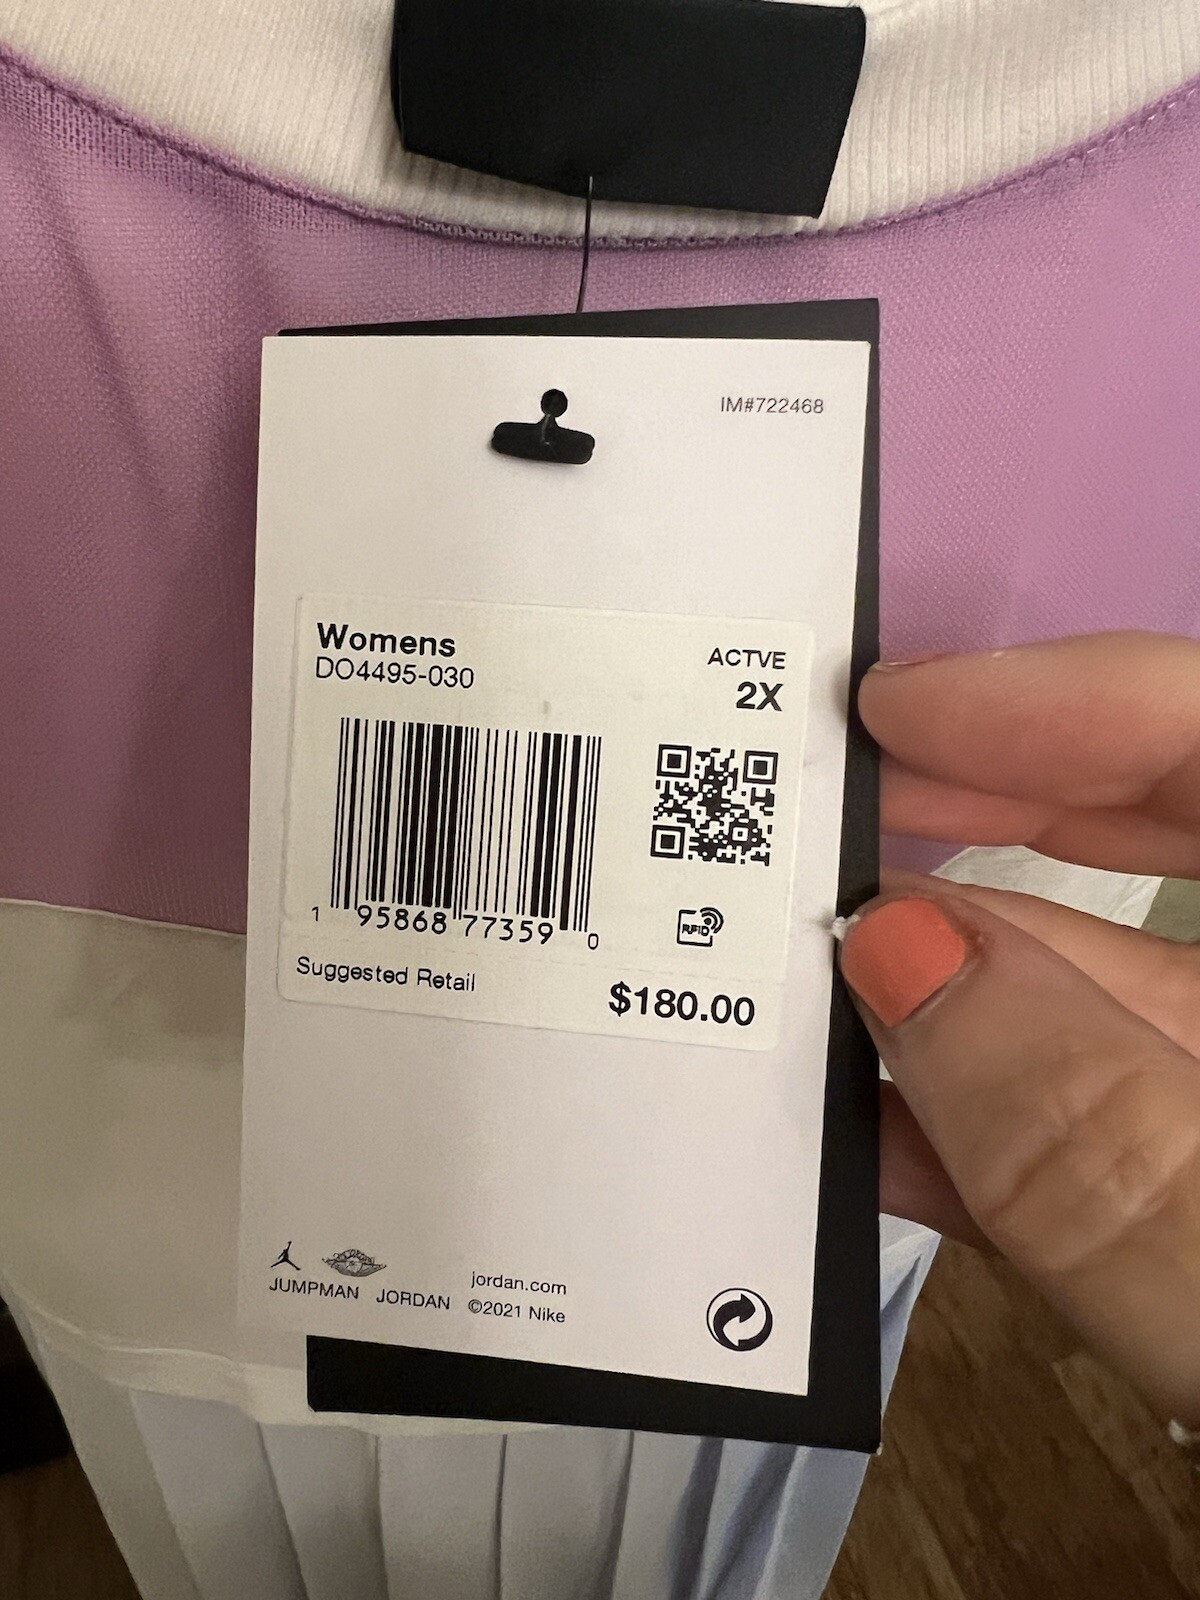 IM#722468
Womens
DO4495-030
ACTVE
2X
1 95868 77359 0
RFID
Suggested Retail
$180.00
JUMPMAN JORDAN
jordan.com
©2021 Nike